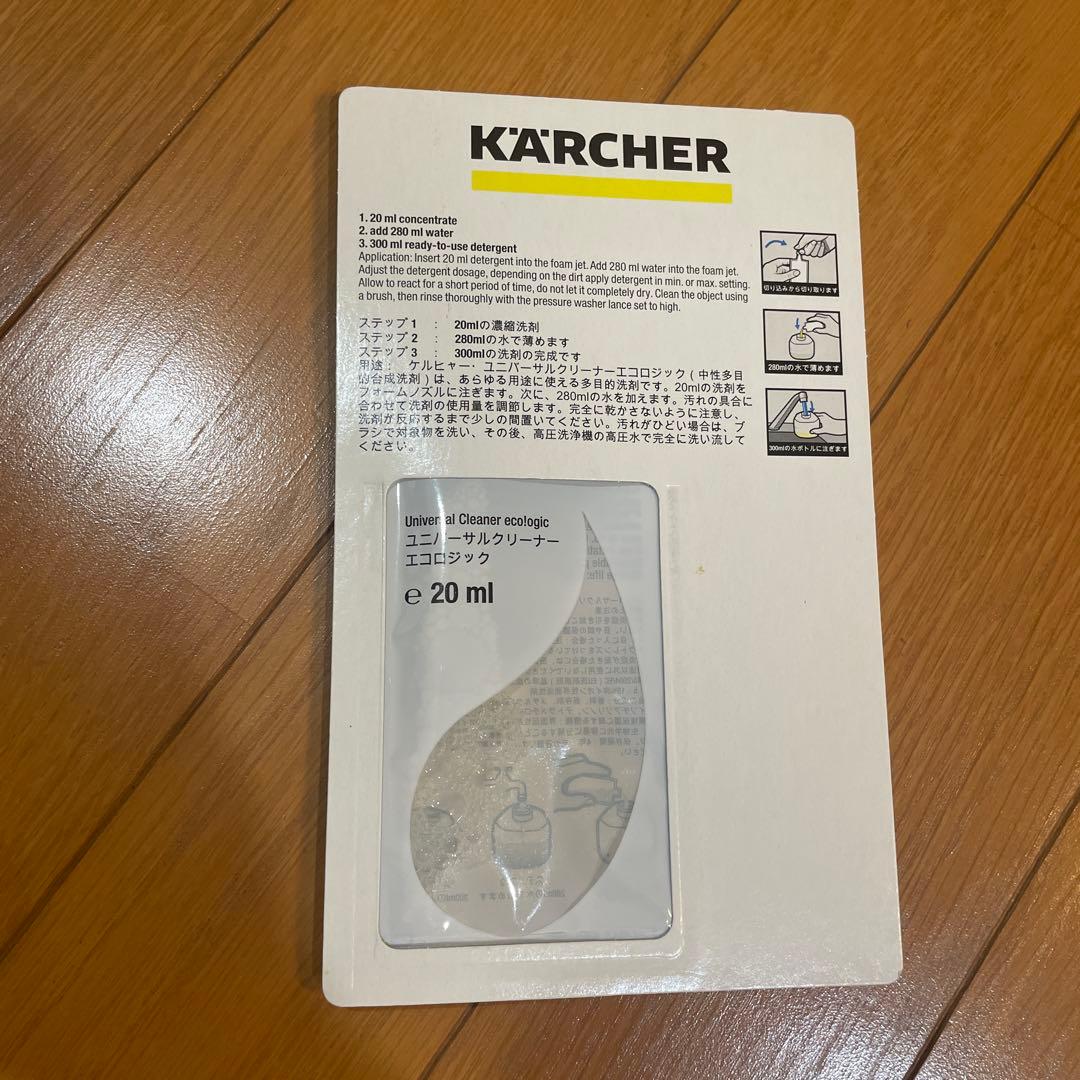 KÄRCHER
1. 20 ml concentrate
2. add 280 ml water
3. 300 ml ready-to-use detergent
Application: Insert 20 ml detergent into the foam jet. Add 280 ml water into the foam jet.
Adjust the detergent dosage, depending on the dirt apply detergent in min. or max. setting.
Allow to react for a short period of time, do not let it completely dry. Clean the object using
a brush, then rinse thoroughly with the pressure washer lance set to high.
ステップ1 : 20mlの濃縮洗剤
ステップ2 : 280mlの水で薄めます
ステップ3 : 300mlの洗剤の完成です
用途: ケルヒャー・ユニバーサルクリーナーエコロジック(中性多目
的合成洗剤)は、あらゆる用途に使える多目的洗剤です。20mlの洗剤を
フォームノズルに注ぎます。次に、280mlの水を加えます。汚れの具合に
合わせて洗剤の使用量を調節します。完全に乾かさないように注意し、
洗剤が反応するまで少しの間置いてください。汚れがひどい場合は、ブ
ラシで対象物を洗い、その後、高圧洗浄機の高圧水で完全に洗い流して
ください。
切り込みから切り取ります
280mlの水で薄めます
300mlの水ボトルに注ぎます
Universal Cleaner eco!ogic
ユニバーサルクリーナー
エコロジック
℮ 20 ml